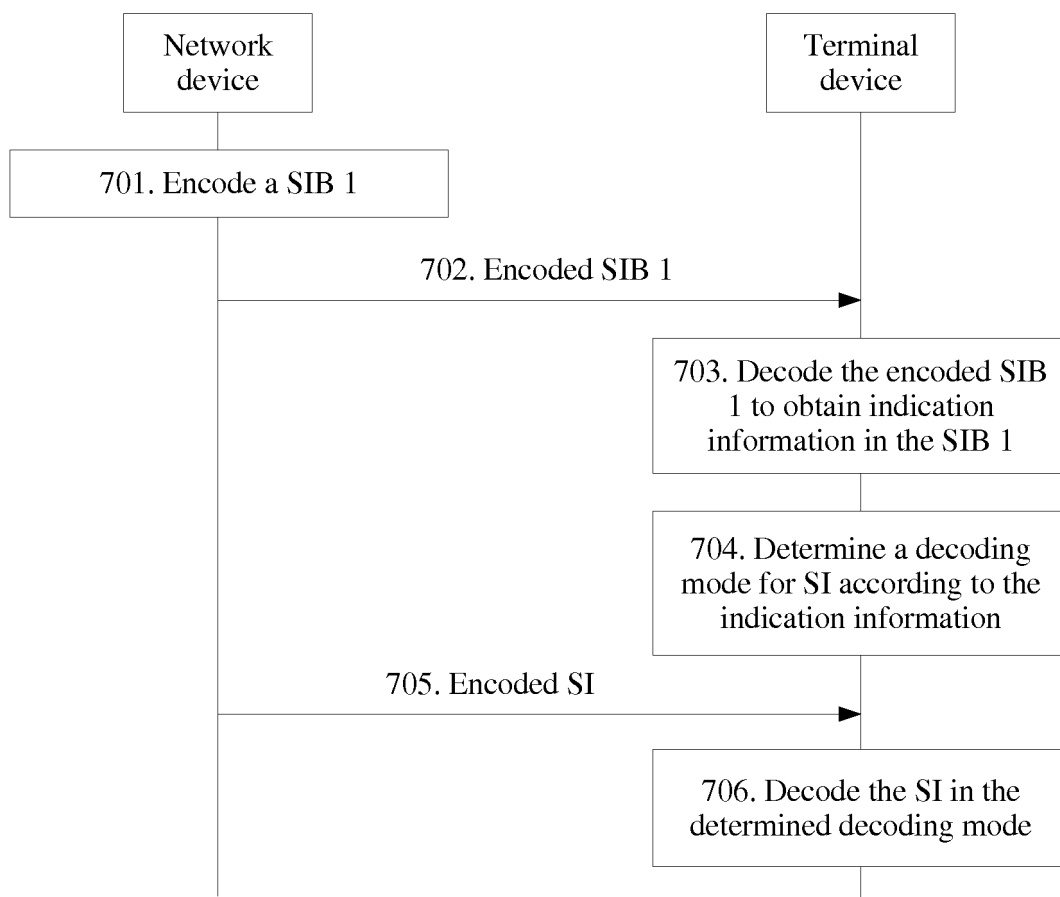 Network
device
Terminal
device
701. Encode a SIB 1
702. Encoded SIB 1
703. Decode the encoded SIB
1 to obtain indication
information in the SIB 1
704. Determine a decoding
mode for SI according to the
indication information
705. Encoded SI
706. Decode the SI in the
determined decoding mode